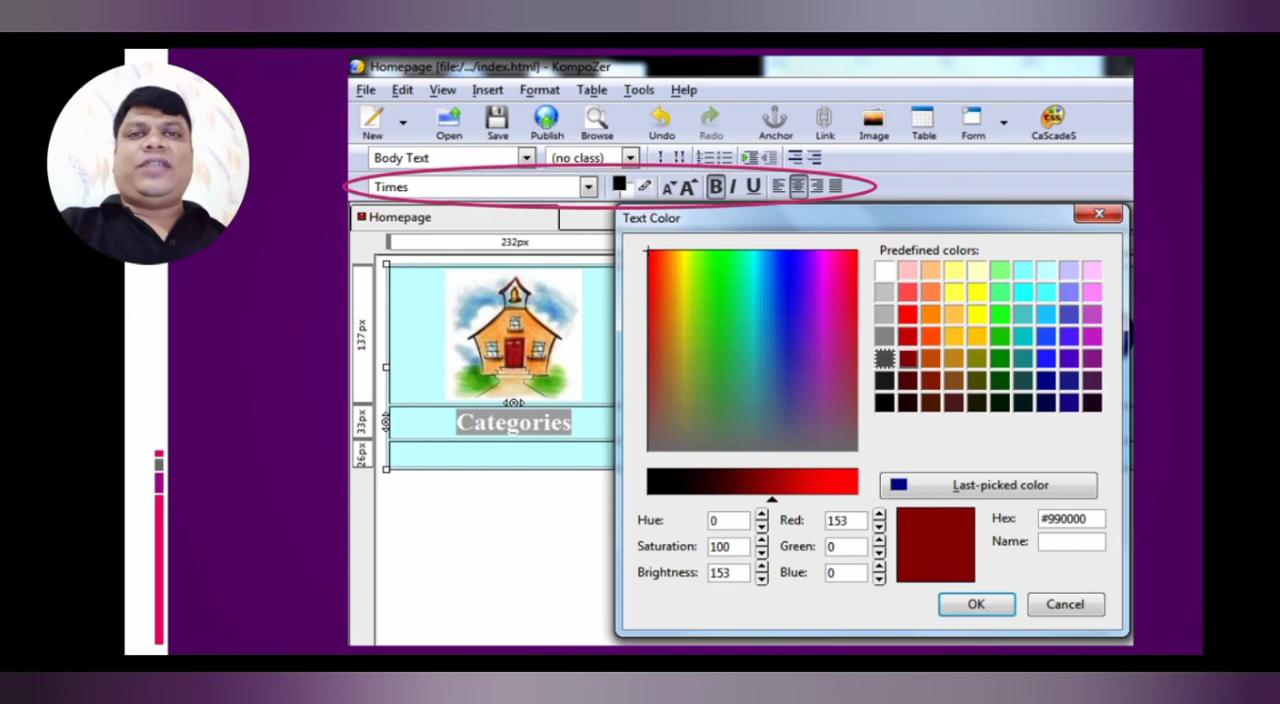 Homepage [file:/.../index.html] - KompoZer
File Edit View Insert Format Table Tools Help
New Open Save Publish Browse Undo Redo Anchor Link Image Table Form CaScadeS
Body Text (no class) ! !!
Times A A B I U
Homepage
232px
137px
33px
26px
Categories
Text Color
Predefined colors:
Last-picked color
Hue: 0 Red: 153 Hex: #990000
Saturation: 100 Green: 0 Name:
Brightness: 153 Blue: 0
OK Cancel